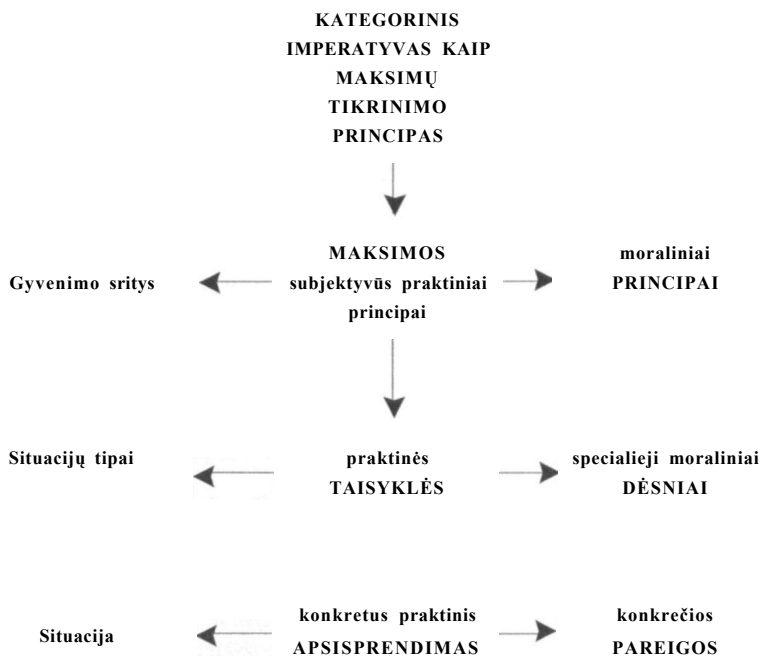 KATEGORINIS
IMPERATYVAS KAIP
MAKSIMŲ
TIKRINIMO
PRINCIPAS
MAKSIMOS
subjektyvūs praktiniai
principai
Gyvenimo sritys
moraliniai
PRINCIPAI
Situacijų tipai
praktinės
TAISYKLĖS
specialieji moraliniai
DĖSNIAI
Situacija
konkretus praktinis
APSISPRENDIMAS
konkrečios
PAREIGOS